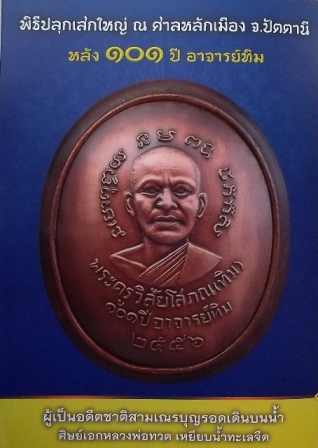 พิธีปลุกเสกใหญ่ ณ ศาลหลักเมือง จ.ปัตตานี
หลัง ๑๐๑ ปี อาจารย์ทิม
พระครูวิสัยโสภณ(ทิม)
๑๐๑ปีอาจารย์ทิม
๒๕๕๖
ผู้เป็นอดีตชาติสามเณรบุญรอดเดินบนน้ำ
ศิษย์เอกหลวงพ่อทวด เหยียบน้ำทะเลจืด